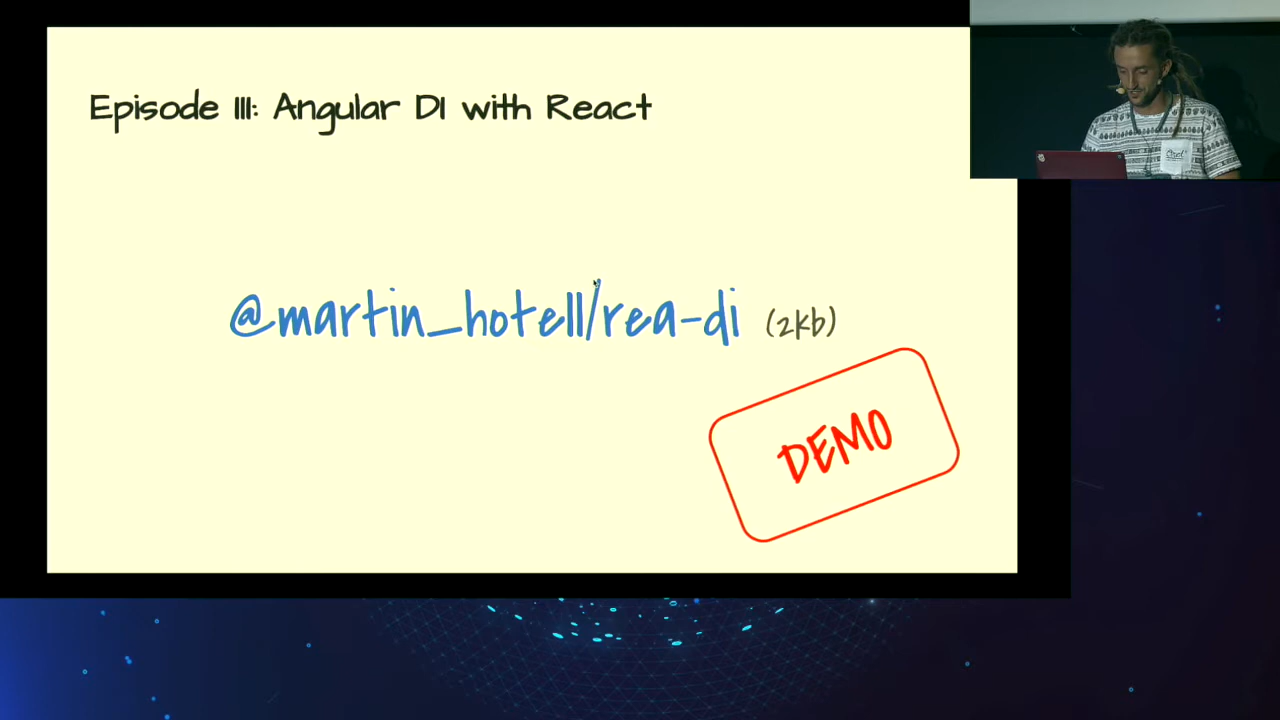 Episode III: Angular DI with React
@martin_hotell/rea-di (2kb)
DEMO